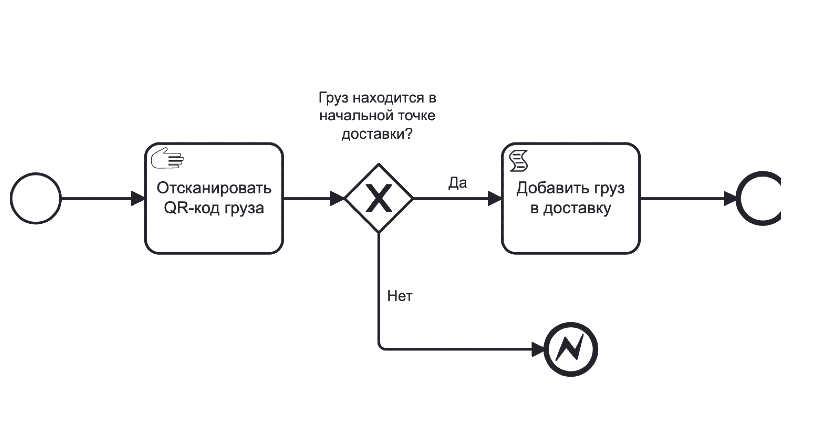 Груз находится в
начальной точке
доставки?
Отсканировать
QR-код груза
Да
Добавить груз
в доставку
Нет